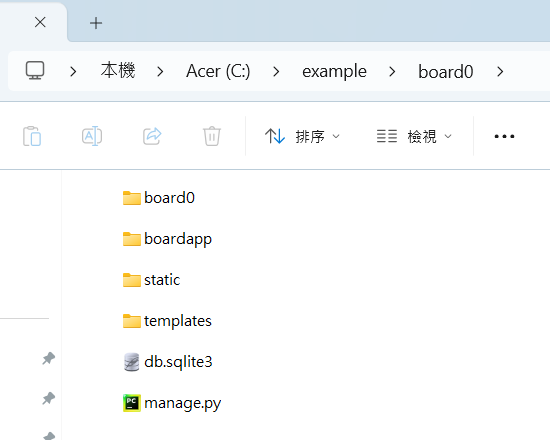 本機 > Acer (C:) > example > board0 >
排序 檢視
board0
boardapp
static
templates
db.sqlite3
manage.py